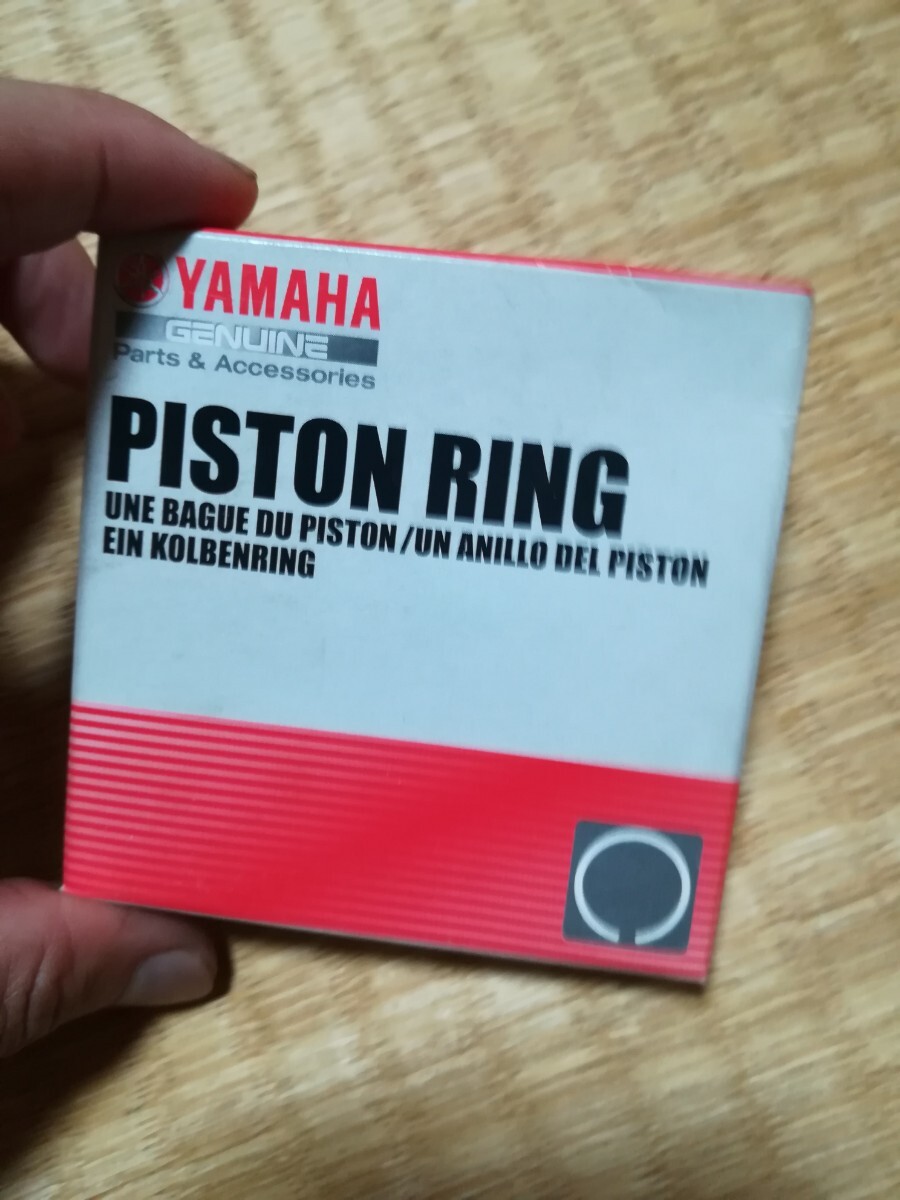 YAMAHA
GENUINE
Parts & Accessories
PISTON RING
UNE BAGUE DU PISTON/UN ANILLO DEL PISTON
EIN KOLBENRING